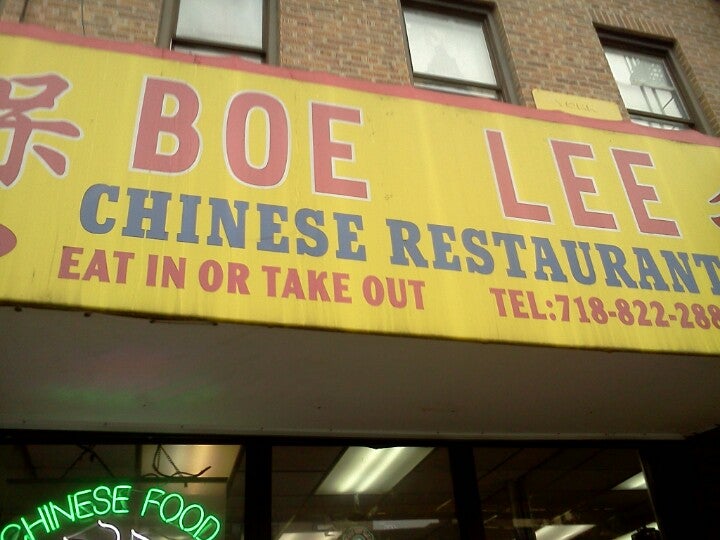 BOE LEE
CHINESE RESTAURANT
EAT IN OR TAKE OUT TEL:718-822-288
CHINESE FOOD